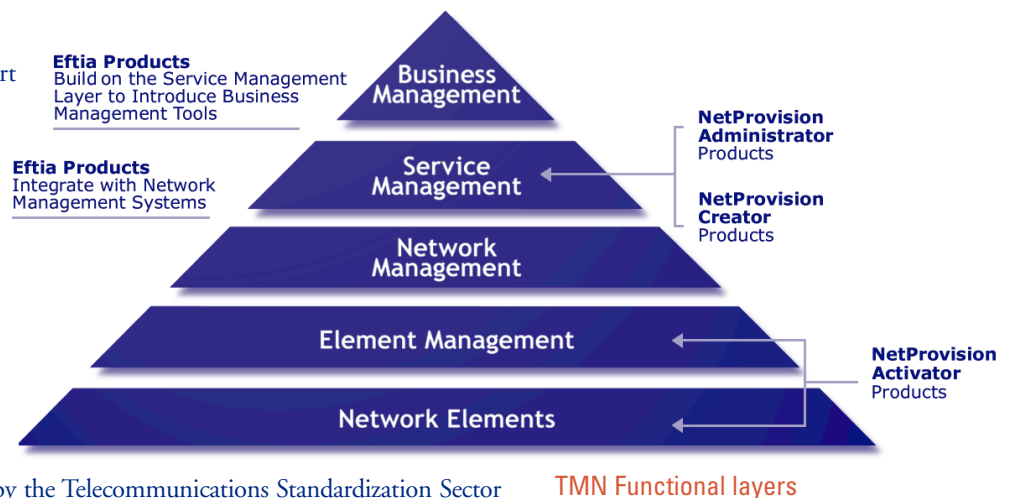 rt
Eftia Products
Build on the Service Management
Layer to Introduce Business
Management Tools
Business
Management
NetProvision
Administrator
Products
Eftia Products
Integrate with Network
Management Systems
Service
Management
NetProvision
Creator
Products
Network
Management
Element Management
NetProvision
Activator
Products
Network Elements
by the Telecommunications Standardization Sector
TMN Functional layers